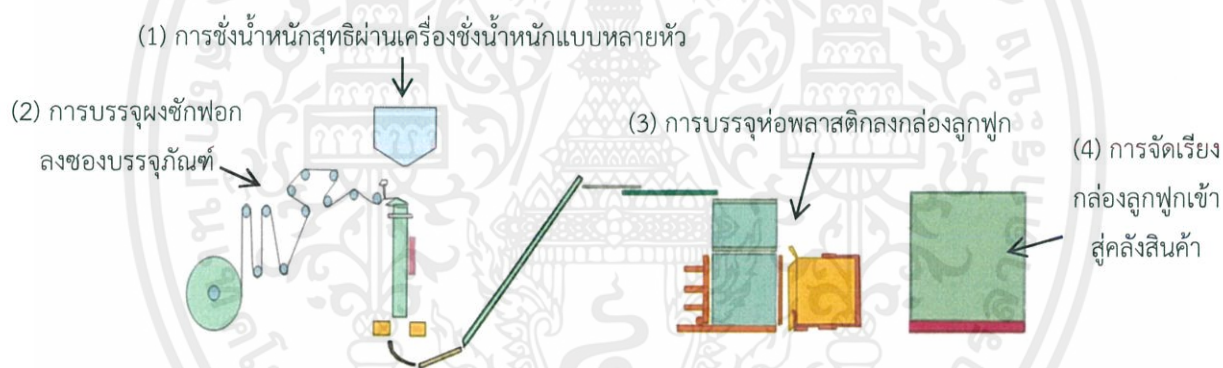 (1) การชั่งน้ำหนักสุทธิผ่านเครื่องชั่งน้ำหนักแบบหลายหัว
(2) การบรรจุผงซักฟอก
ลงซองบรรจุภัณฑ์
(3) การบรรจุห่อพลาสติกลงกล่องลูกฟูก
(4) การจัดเรียง
กล่องลูกฟูกเข้า
สู่คลังสินค้า